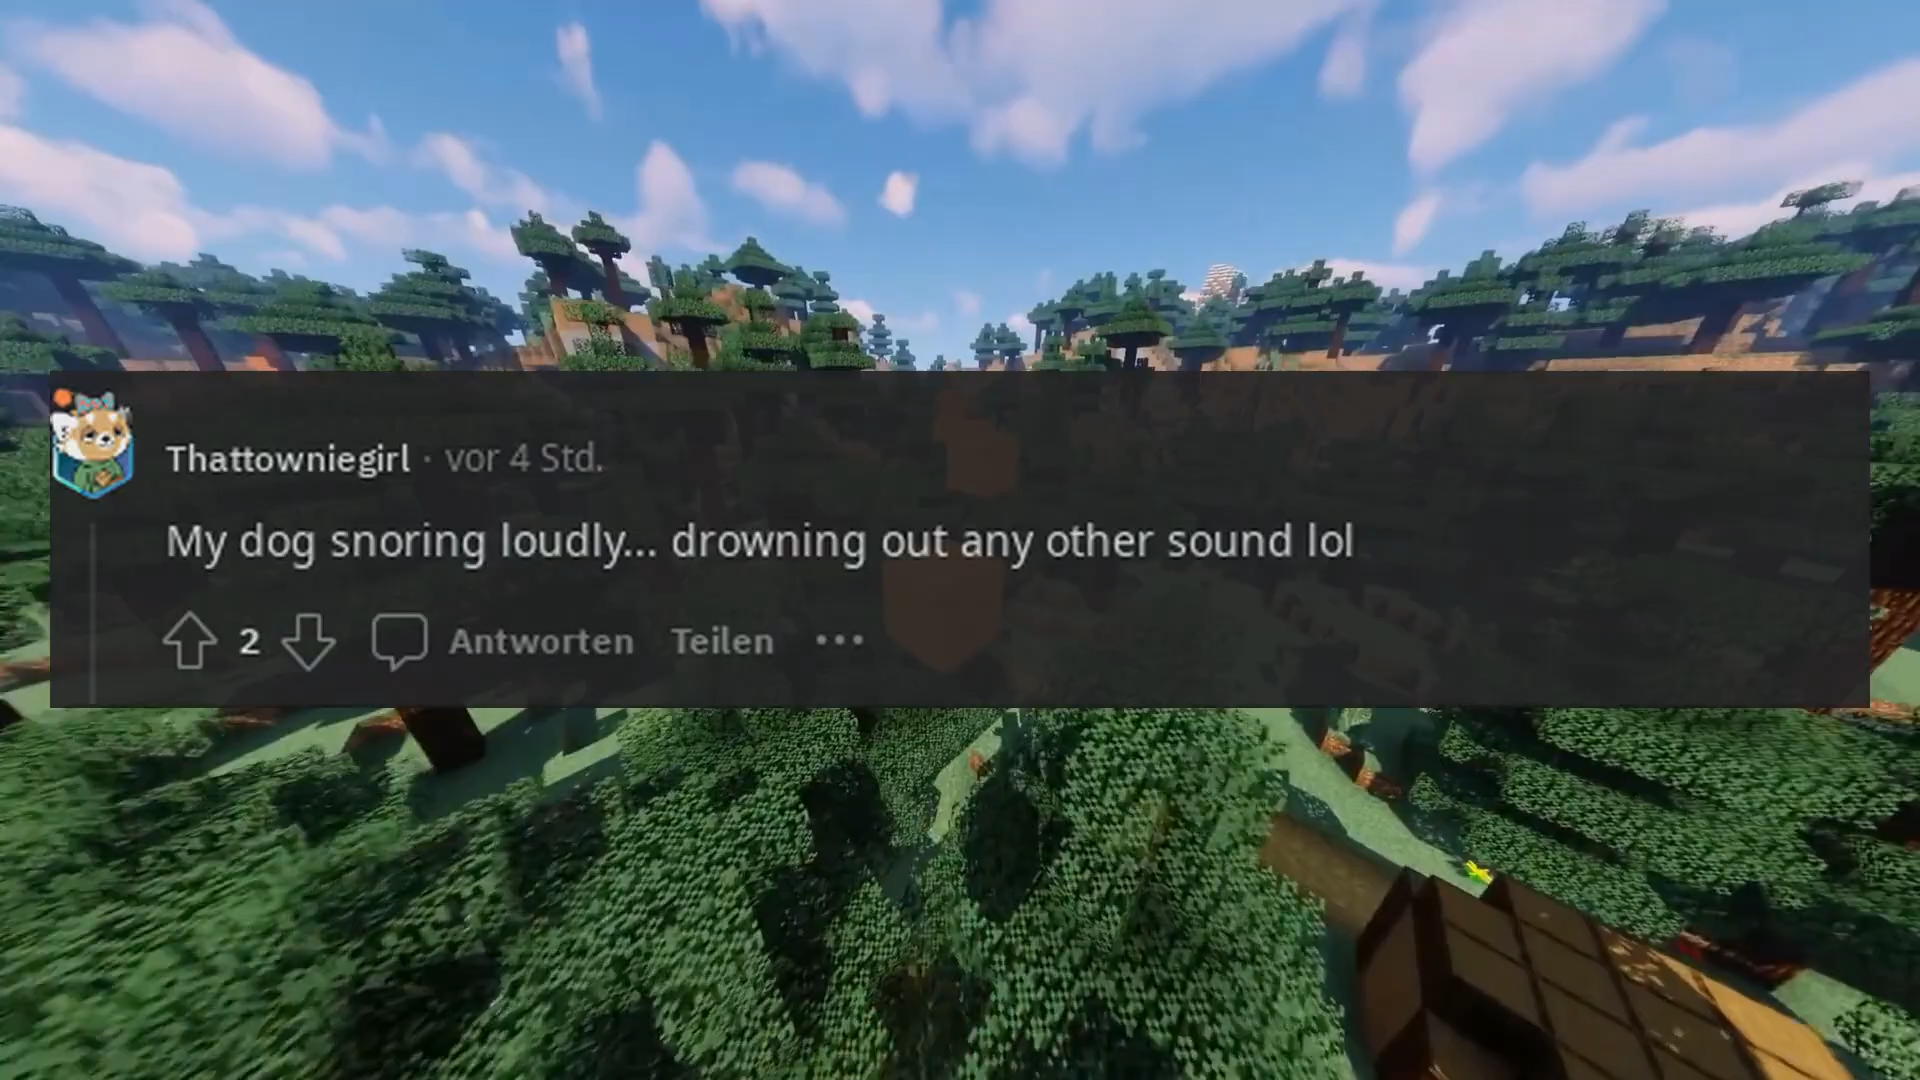 Thattowniegirl · vor 4 Std.
My dog snoring loudly... drowning out any other sound lol
2 Antworten Teilen •••